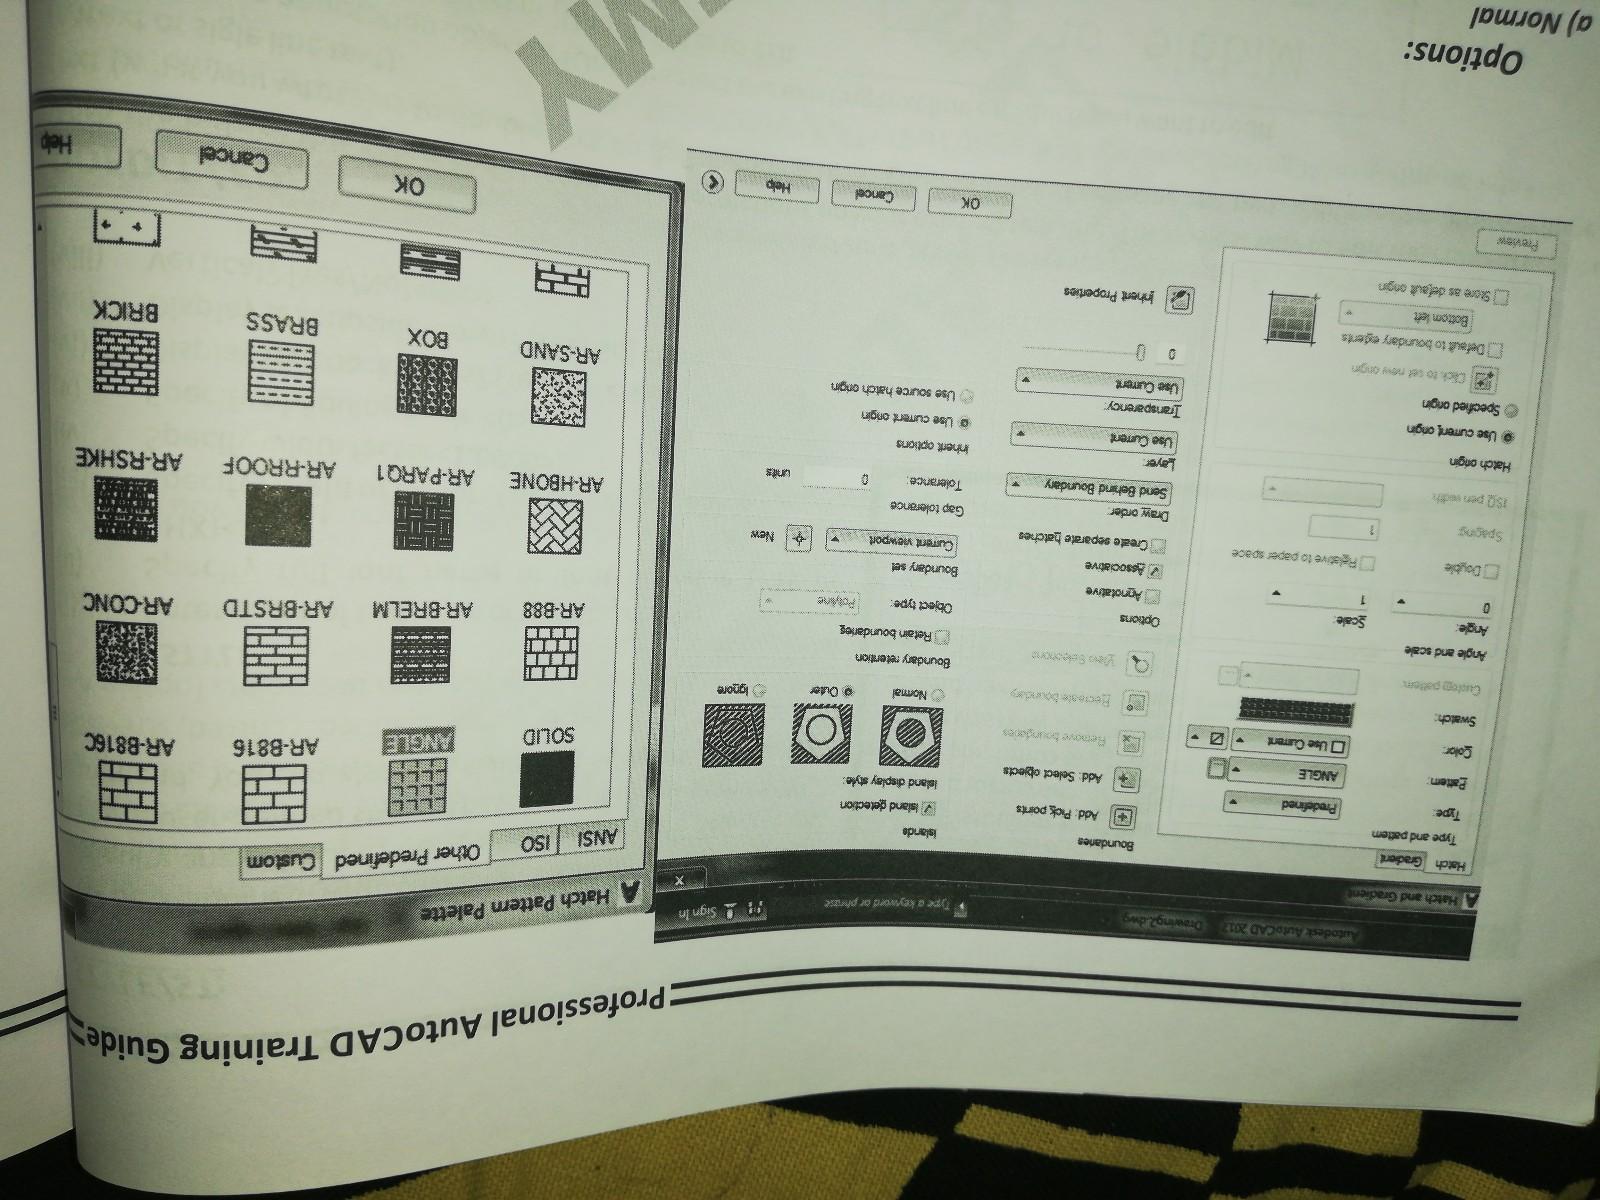 Professional AutoCAD Training Guide
Autodesk AutoCAD 2012 Drawing2.dwg
Type a keyword or phrase
Sign In
Hatch and Gradient
Hatch
Gradient
Type and pattern
Type:
Predefined
Pattern:
ANGLE
Color:
Use Current
Swatch:
Custom pattern:
Angle and scale
Angle:
Scale:
0
1
Double
Relative to paper space
Spacing:
1
ISO pen width:
Hatch origin
Use current origin
Specified origin
Click to set new origin
Default to boundary extents
Bottom left
Store as default origin
Preview
Boundaries
Add: Pick points
Add: Select objects
Remove boundaries
Recreate boundary
View Selections
Options
Annotative
Associative
Create separate hatches
Draw order:
Send Behind Boundary
Layer:
Use Current
Transparency:
Use Current
0
Inherit Properties
Islands
Island detection
Island display style:
Normal
Outer
Ignore
Boundary retention
Retain boundaries
Object type:
Polyline
Boundary set
Current viewport
New
Gap tolerance
Tolerance:
0
units
Inherit options
Use current origin
Use source hatch origin
OK
Cancel
Help
Hatch Pattern Palette
ANSI
ISO
Other Predefined
Custom
SOLID
ANGLE
AR-B816
AR-B816C
AR-B88
AR-BRELM
AR-BRSTD
AR-CONC
AR-HBONE
AR-PARQ1
AR-RROOF
AR-RSHKE
AR-SAND
BOX
BRASS
BRICK
OK
Cancel
Help
Options:
a) Normal